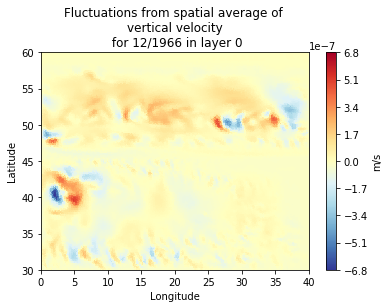 Fluctuations from spatial average of
vertical velocity
for 12/1966 in layer 0
1e−7
60
55
50
45
40
35
30
Latitude
0 5 10 15 20 25 30 35 40
Longitude
6.8
5.1
3.4
1.7
0.0
−1.7
−3.4
−5.1
−6.8
m/s